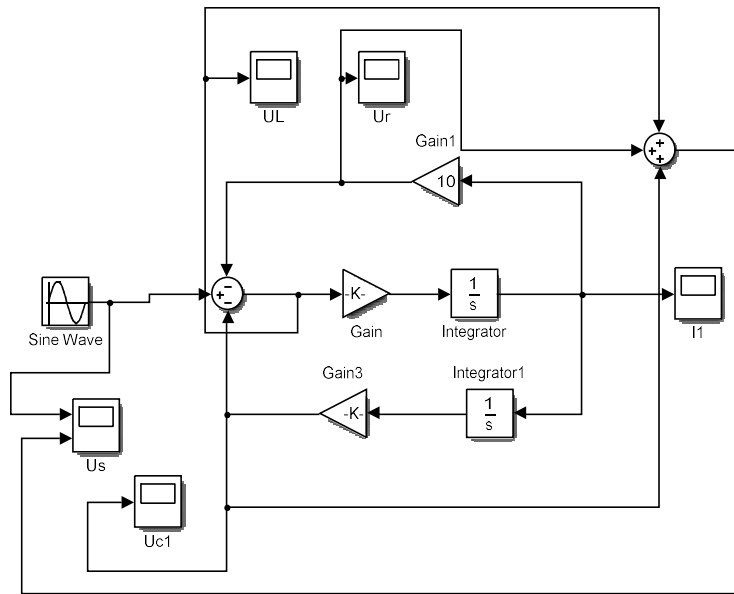 UL
Ur
Gain1
10
+
+
+
−
+
−
Sine Wave
-K-
Gain
1
s
Integrator
I1
Gain3
-K-
Integrator1
1
s
Us
Uc1